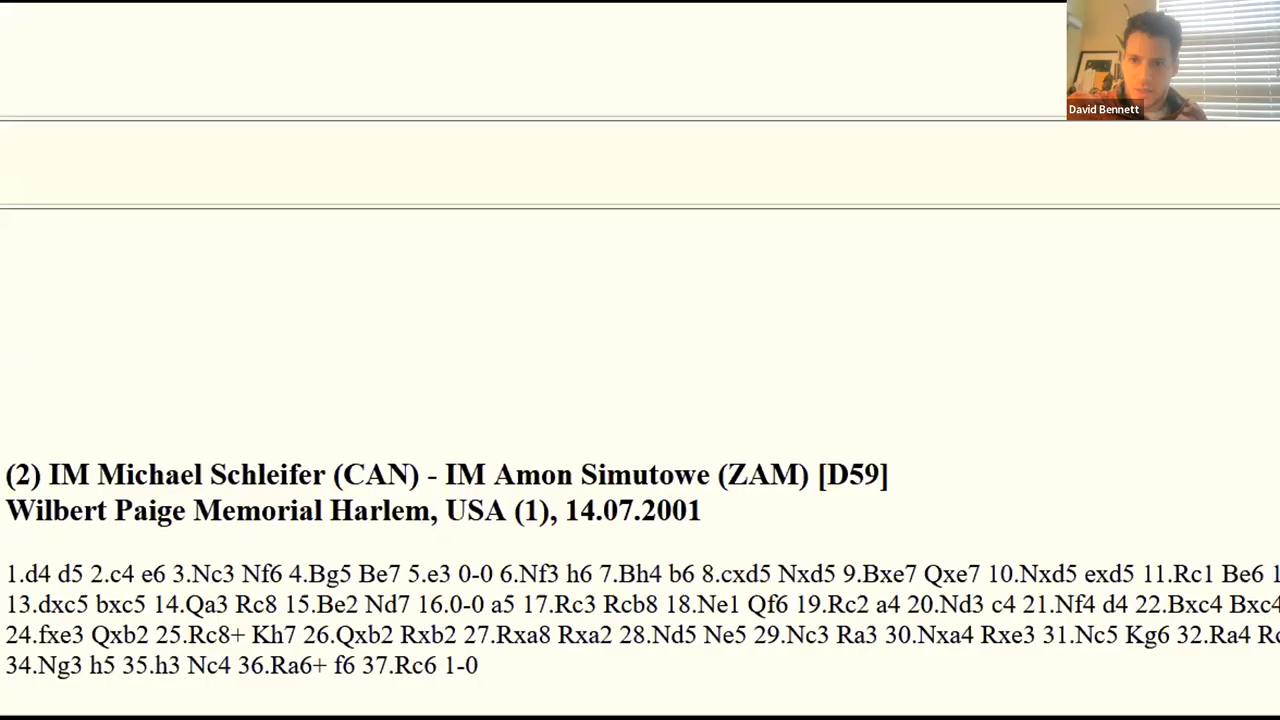 David Bennett
(2) IM Michael Schleifer (CAN) - IM Amon Simutowe (ZAM) [D59]
Wilbert Paige Memorial Harlem, USA (1), 14.07.2001
1.d4 d5 2.c4 e6 3.Nc3 Nf6 4.Bg5 Be7 5.e3 0-0 6.Nf3 h6 7.Bh4 b6 8.cxd5 Nxd5 9.Bxe7 Qxe7 10.Nxd5 exd5 11.Rc1 Be6 1
13.dxc5 bxc5 14.Qa3 Rc8 15.Be2 Nd7 16.0-0 a5 17.Rc3 Rcb8 18.Ne1 Qf6 19.Rc2 a4 20.Nd3 c4 21.Nf4 d4 22.Bxc4 Bxc4
24.fxe3 Qxb2 25.Rc8+ Kh7 26.Qxb2 Rxb2 27.Rxa8 Rxa2 28.Nd5 Ne5 29.Nc3 Ra3 30.Nxa4 Rxe3 31.Nc5 Kg6 32.Ra4
34.Ng3 h5 35.h3 Nc4 36.Ra6+ f6 37.Rc6 1-0